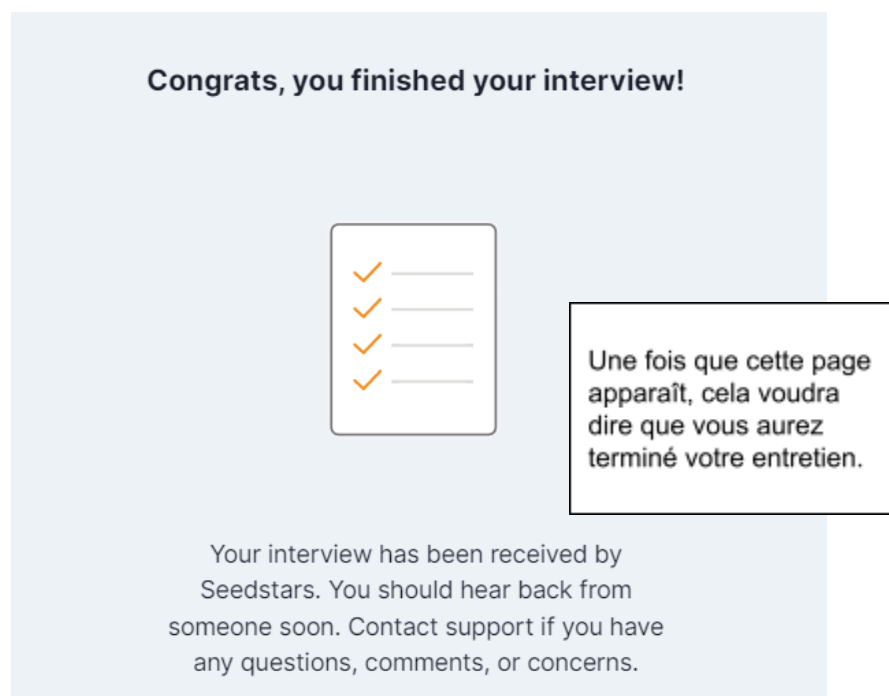 Congrats, you finished your interview!
Une fois que cette page
apparaît, cela voudra
dire que vous aurez
terminé votre entretien.
Your interview has been received by
Seedstars. You should hear back from
someone soon. Contact support if you have
any questions, comments, or concerns.